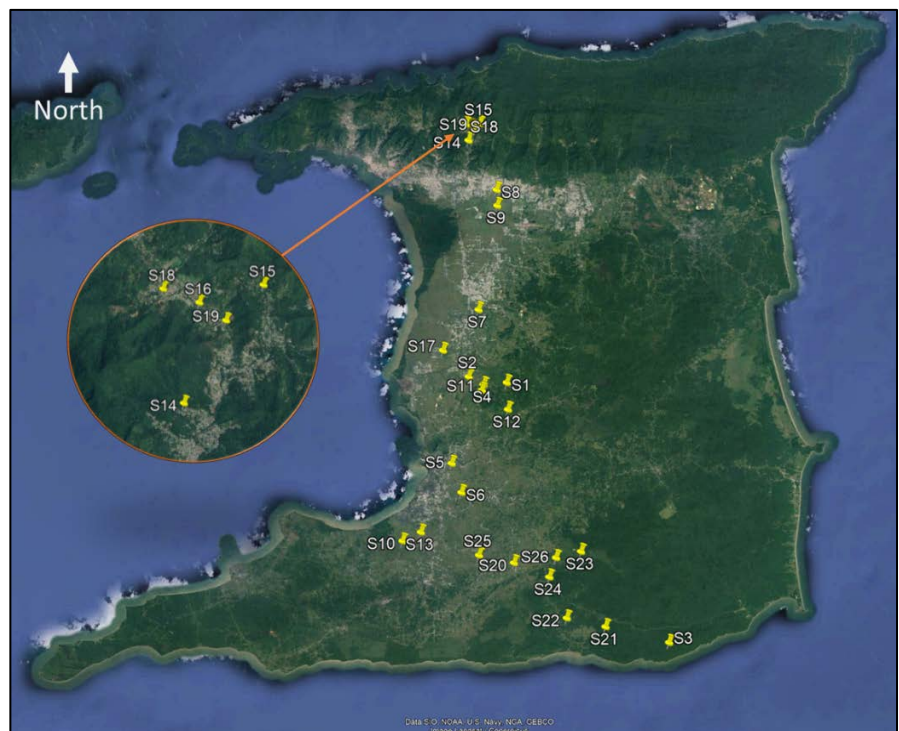 North
S15
S19
S18
S14
S8
S9
S18
S16
S15
S19
S14
S7
S17
S2
S11
S1
S4
S12
S5
S6
S10
S13
S25
S20
S26
S23
S24
S22
S21
S3
Data S O, NOAA, U.S. Navy, NGA, GEBCO